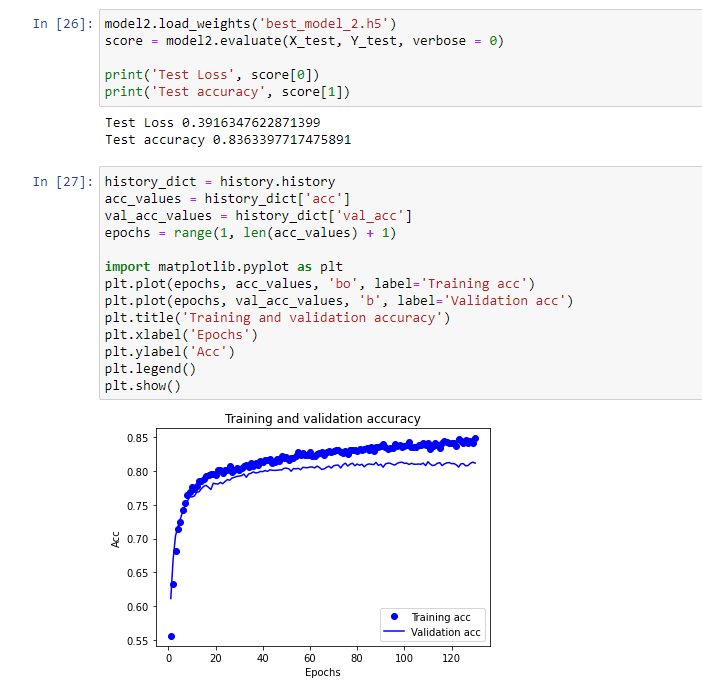 In [26]: model2.load_weights('best_model_2.h5')
score = model2.evaluate(X_test, Y_test, verbose = 0)
print('Test Loss', score[0])
print('Test accuracy', score[1])
Test Loss 0.3916347622871399
Test accuracy 0.8363397717475891
In [27]: history_dict = history.history
acc_values = history_dict['acc']
val_acc_values = history_dict['val_acc']
epochs = range(1, len(acc_values) + 1)
import matplotlib.pyplot as plt
plt.plot(epochs, acc_values, 'bo', label='Training acc')
plt.plot(epochs, val_acc_values, 'b', label='Validation acc')
plt.title('Training and validation accuracy')
plt.xlabel('Epochs')
plt.ylabel('Acc')
plt.legend()
plt.show()
Training and validation accuracy
0.85
0.80
0.75
0.70
0.65
0.60
0.55
Acc
Training acc
Validation acc
0 20 40 60 80 100 120
Epochs